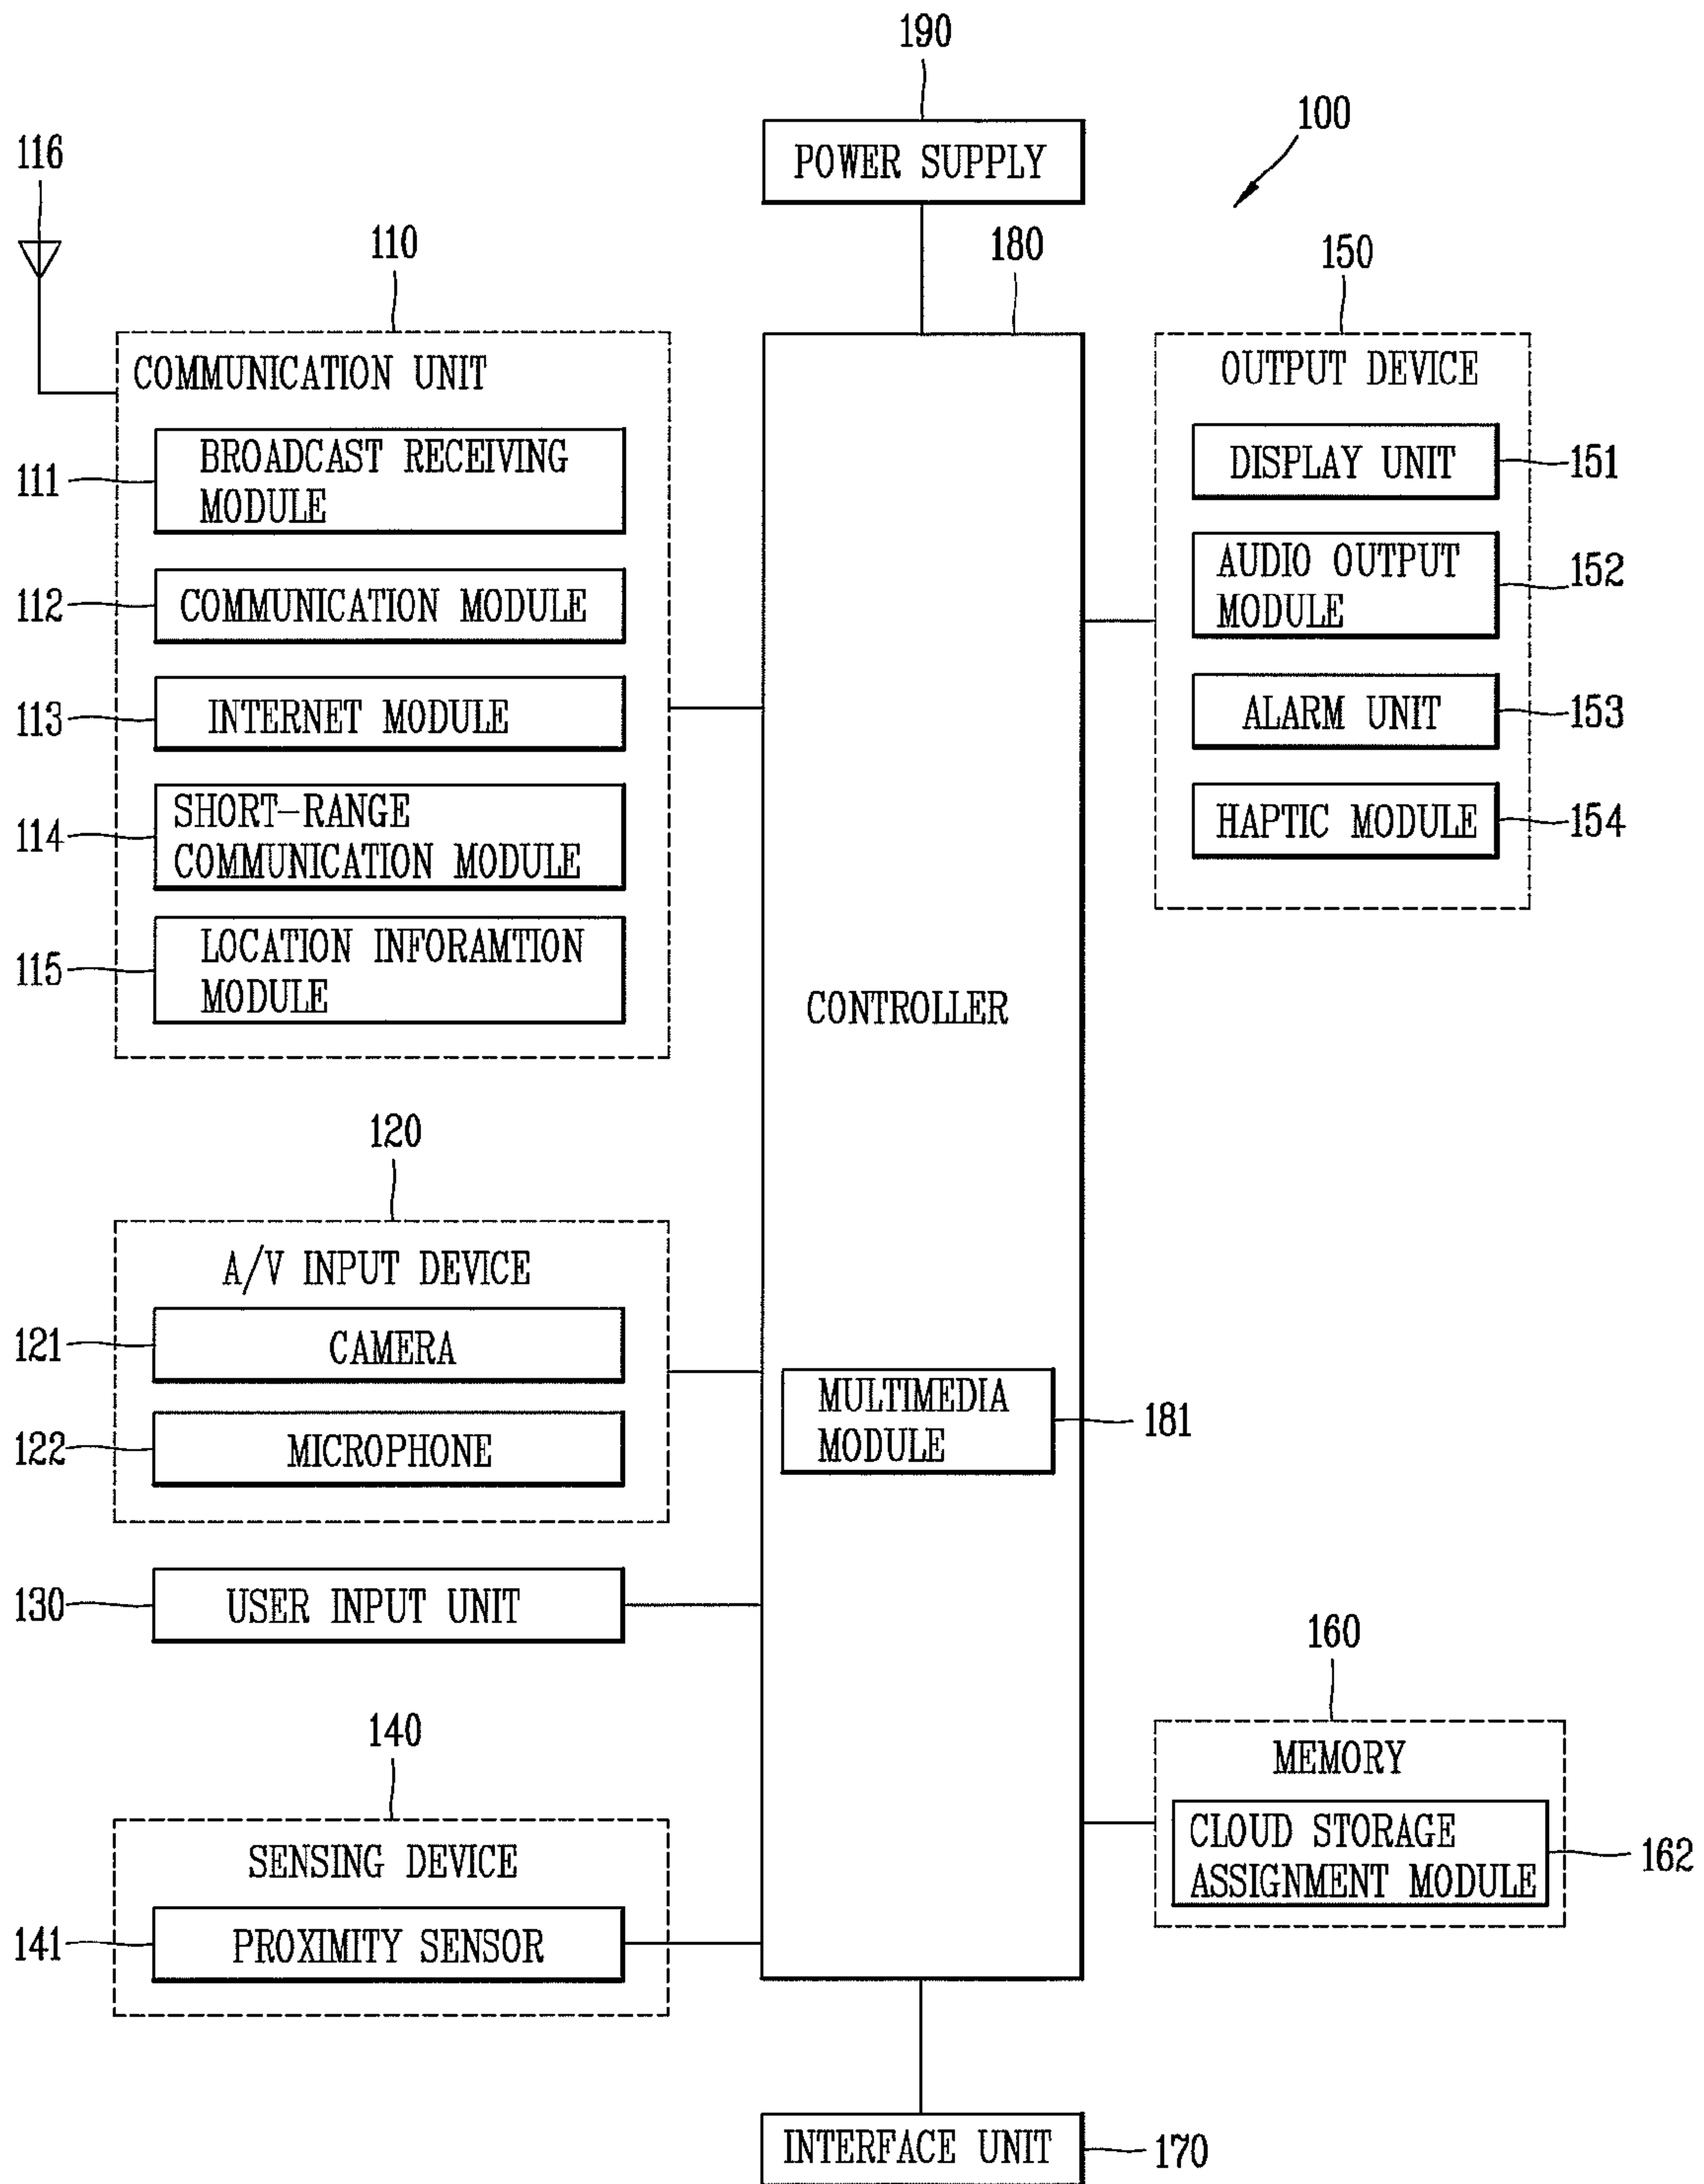 190
100
POWER SUPPLY
116
110
180
150
COMMUNICATION UNIT
OUTPUT DEVICE
BROADCAST RECEIVING
MODULE
111
DISPLAY UNIT
151
AUDIO OUTPUT
MODULE
152
112
COMMUNICATION MODULE
113
INTERNET MODULE
ALARM UNIT
153
SHORT-RANGE
COMMUNICATION MODULE
114
HAPTIC MODULE
154
LOCATION INFORAMTION
MODULE
115
CONTROLLER
120
A/V INPUT DEVICE
121
CAMERA
MULTIMEDIA
MODULE
181
122
MICROPHONE
130
USER INPUT UNIT
160
140
MEMORY
CLOUD STORAGE
ASSIGNMENT MODULE
162
SENSING DEVICE
141
PROXIMITY SENSOR
INTERFACE UNIT
170